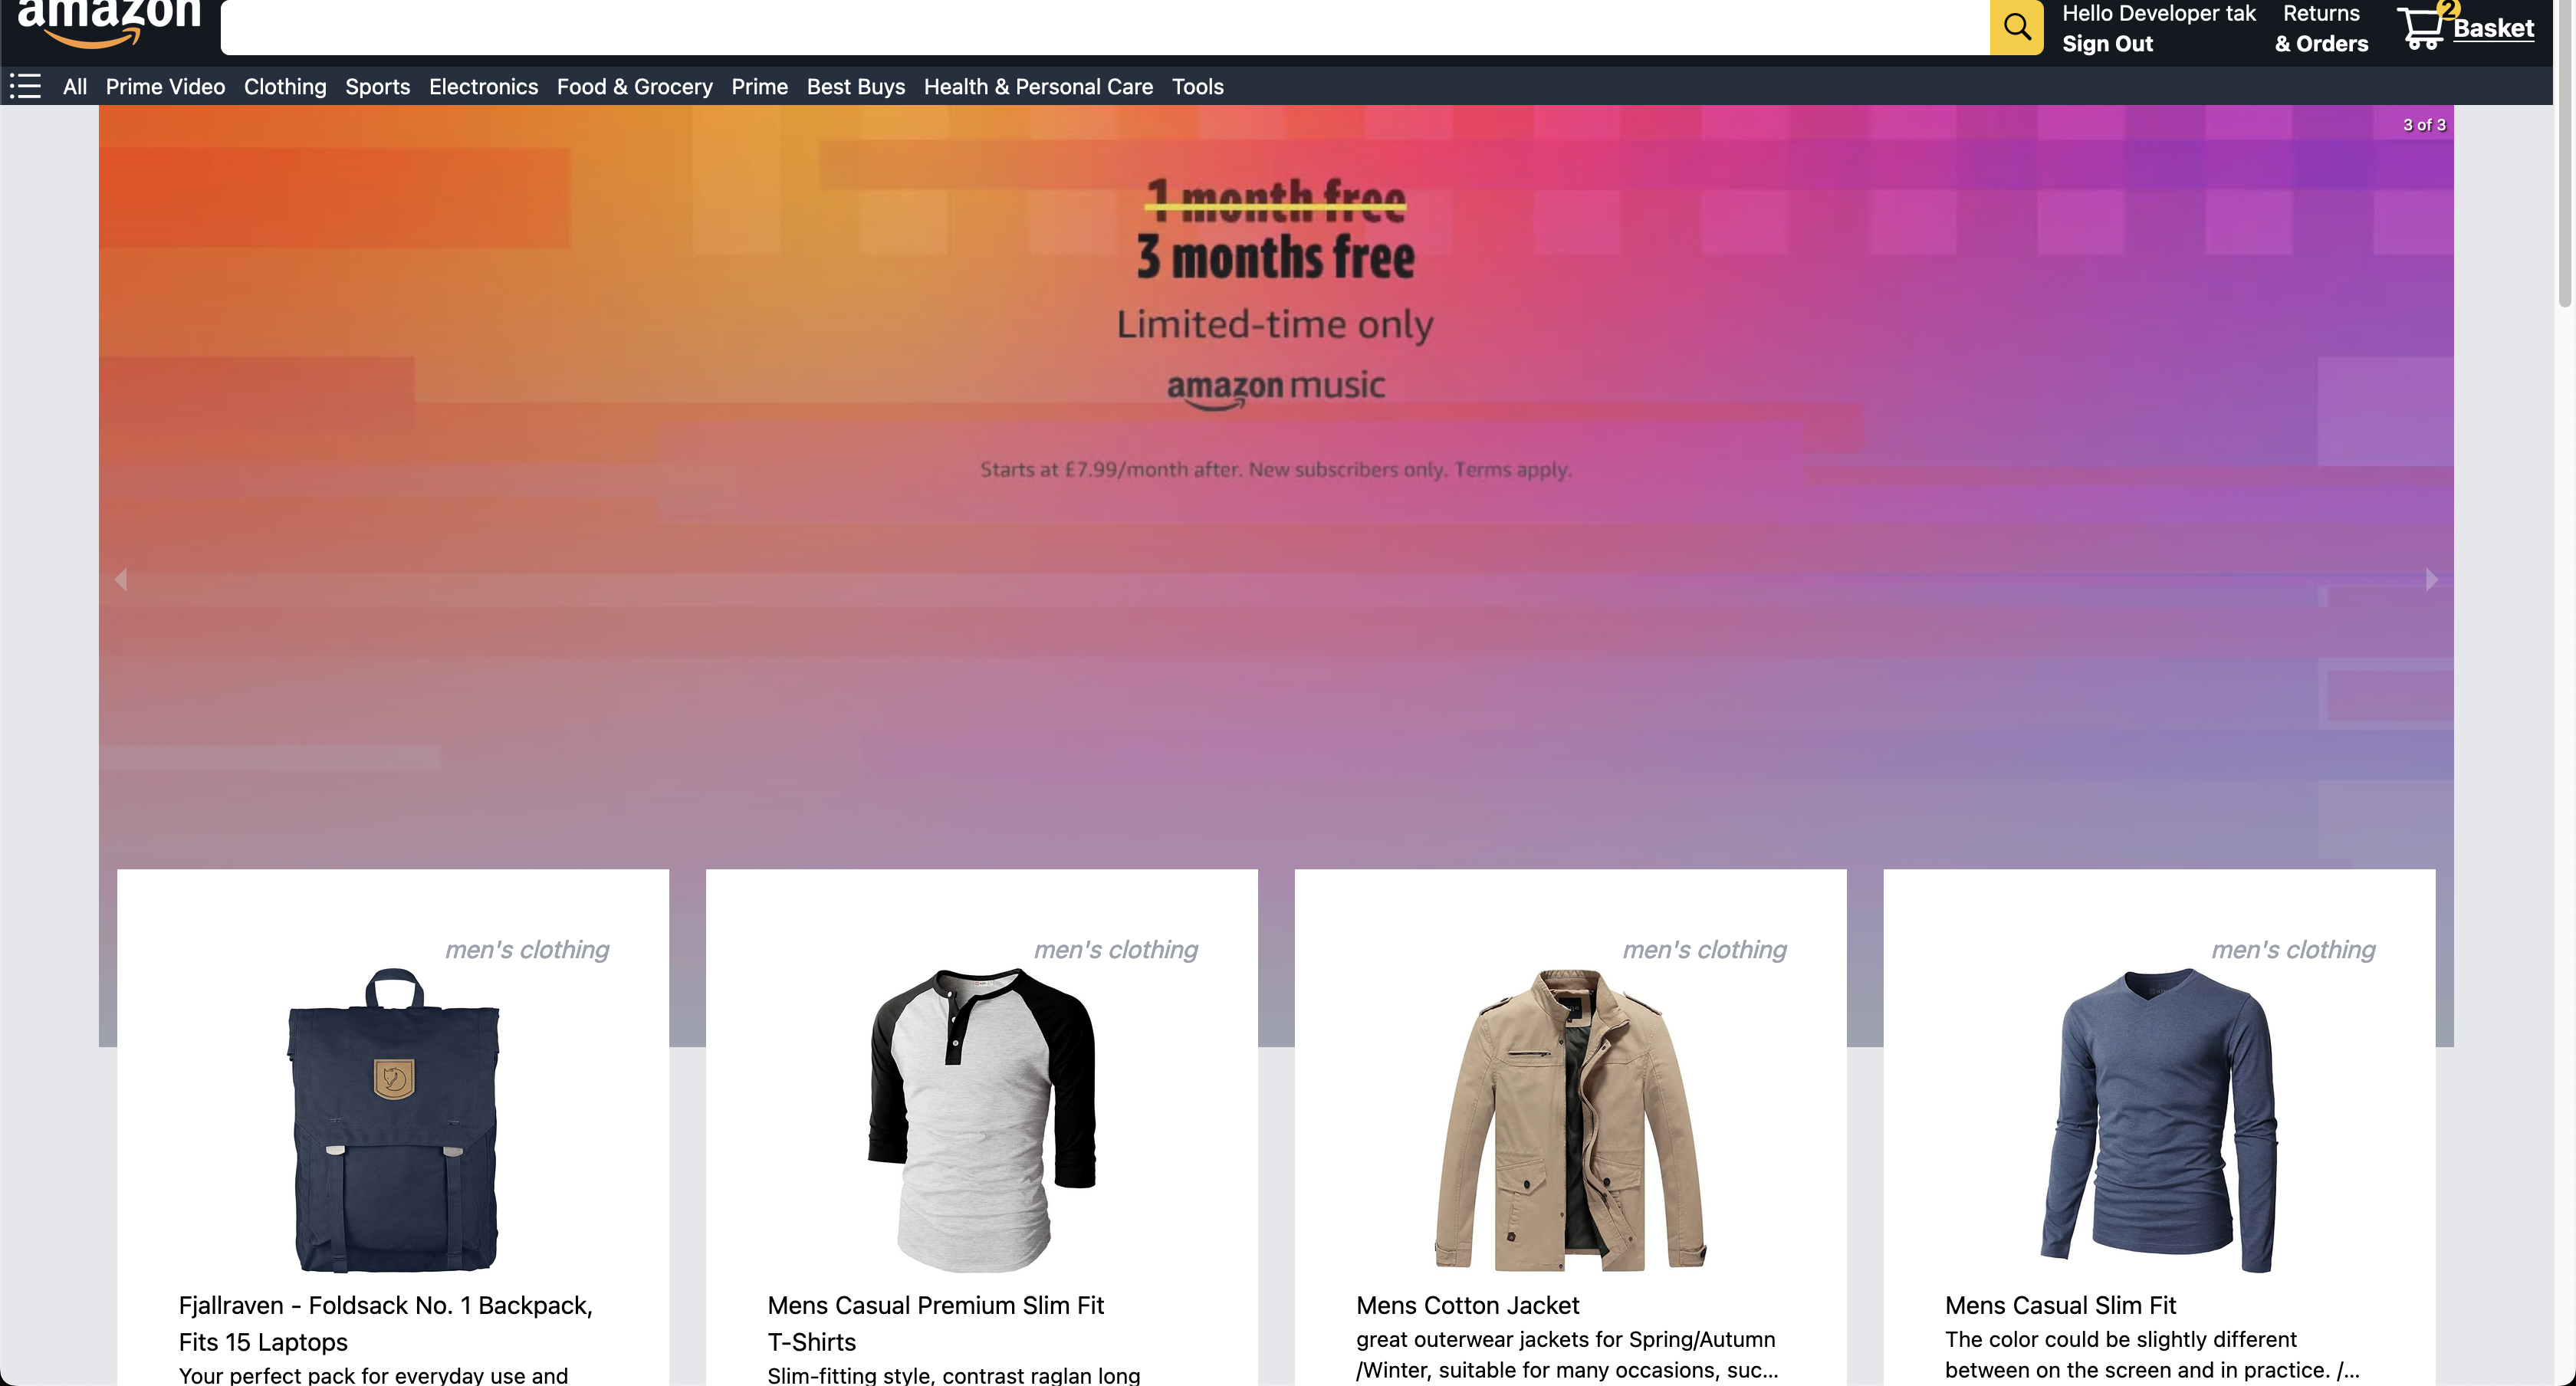 amazon
Hello Developer tak
Sign Out
Returns
& Orders
2
Basket
All Prime Video Clothing Sports Electronics Food & Grocery Prime Best Buys Health & Personal Care Tools
3 of 3
1 month free
3 months free
Limited-time only
amazon music
Starts at £7.99/month after. New subscribers only. Terms apply.
men's clothing
Fjallraven - Foldsack No. 1 Backpack,
Fits 15 Laptops
Your perfect pack for everyday use and
men's clothing
Mens Casual Premium Slim Fit
T-Shirts
Slim-fitting style, contrast raglan long
men's clothing
Mens Cotton Jacket
great outerwear jackets for Spring/Autumn
/Winter, suitable for many occasions, suc...
men's clothing
Mens Casual Slim Fit
The color could be slightly different
between on the screen and in practice. /...